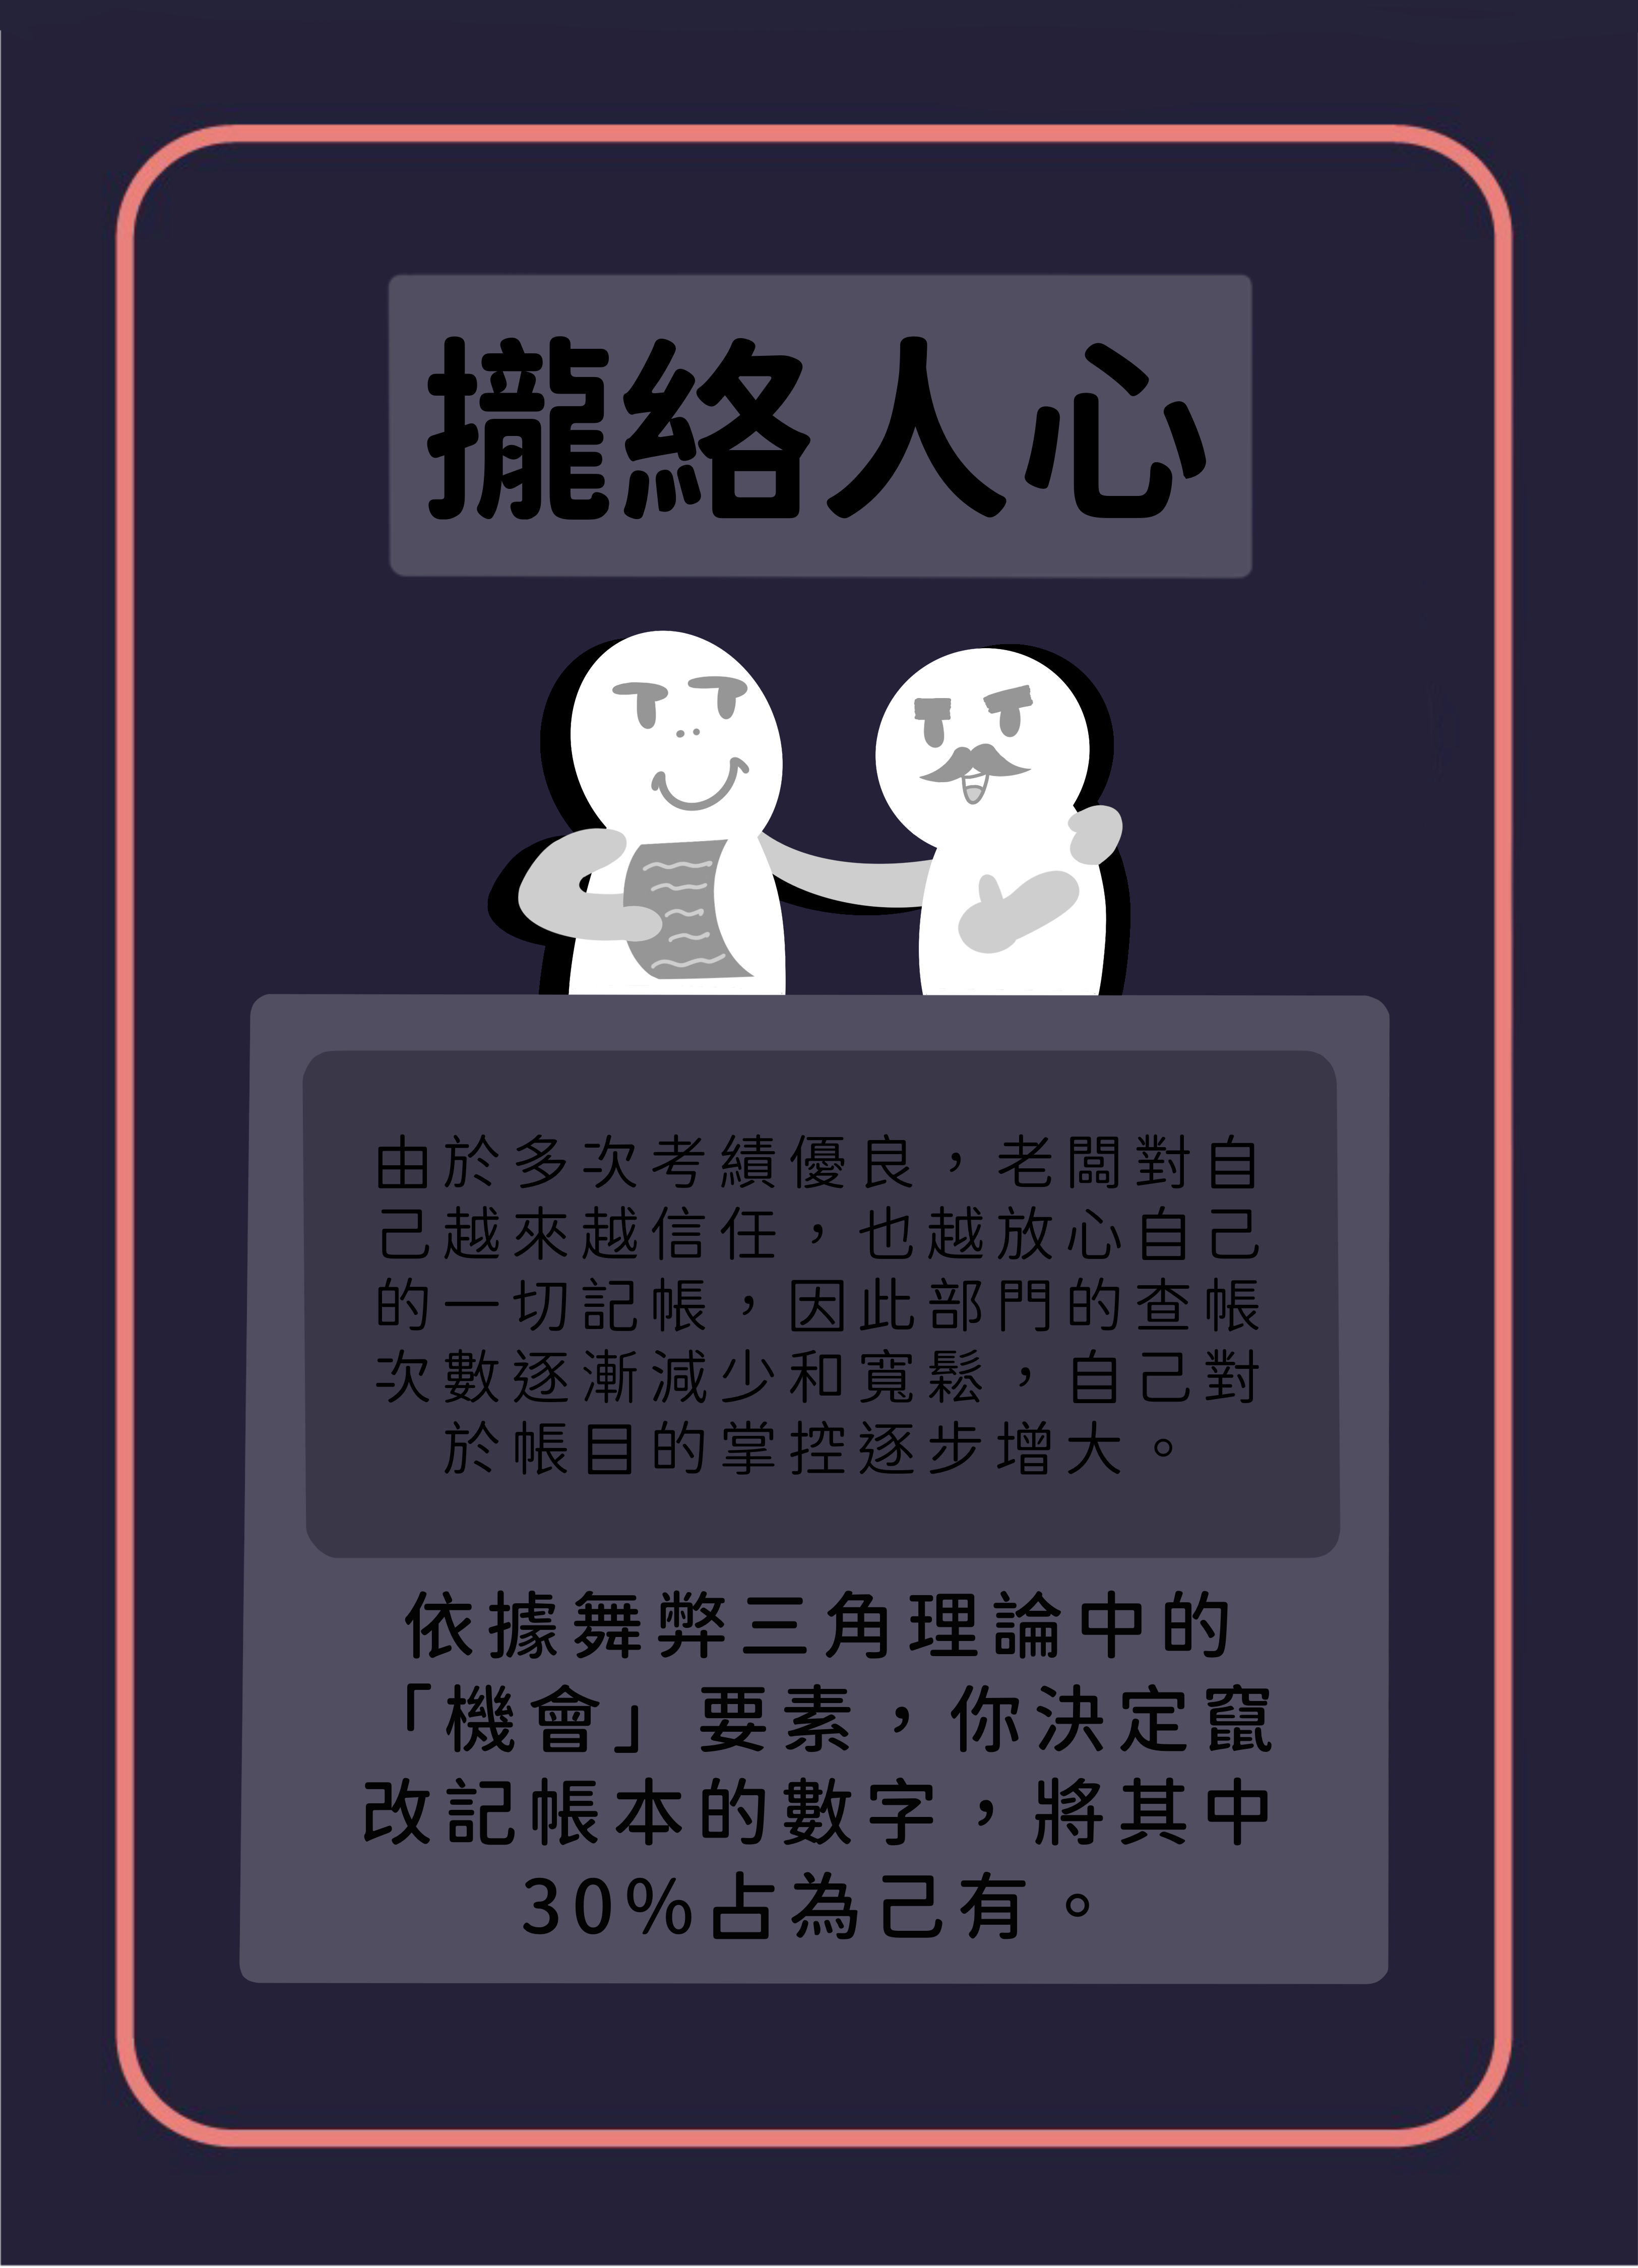 攏絡人心
由於多次考績優良，老闆對自
己越來越信任，也越放心自己
的一切記帳，因此部門的查帳
次數逐漸減少和寬鬆，自己對
於帳目的掌控逐步增大。
依據舞弊三角理論中的
「機會」要素，你決定竄
改記帳本的數字，將其中
30%占為己有。